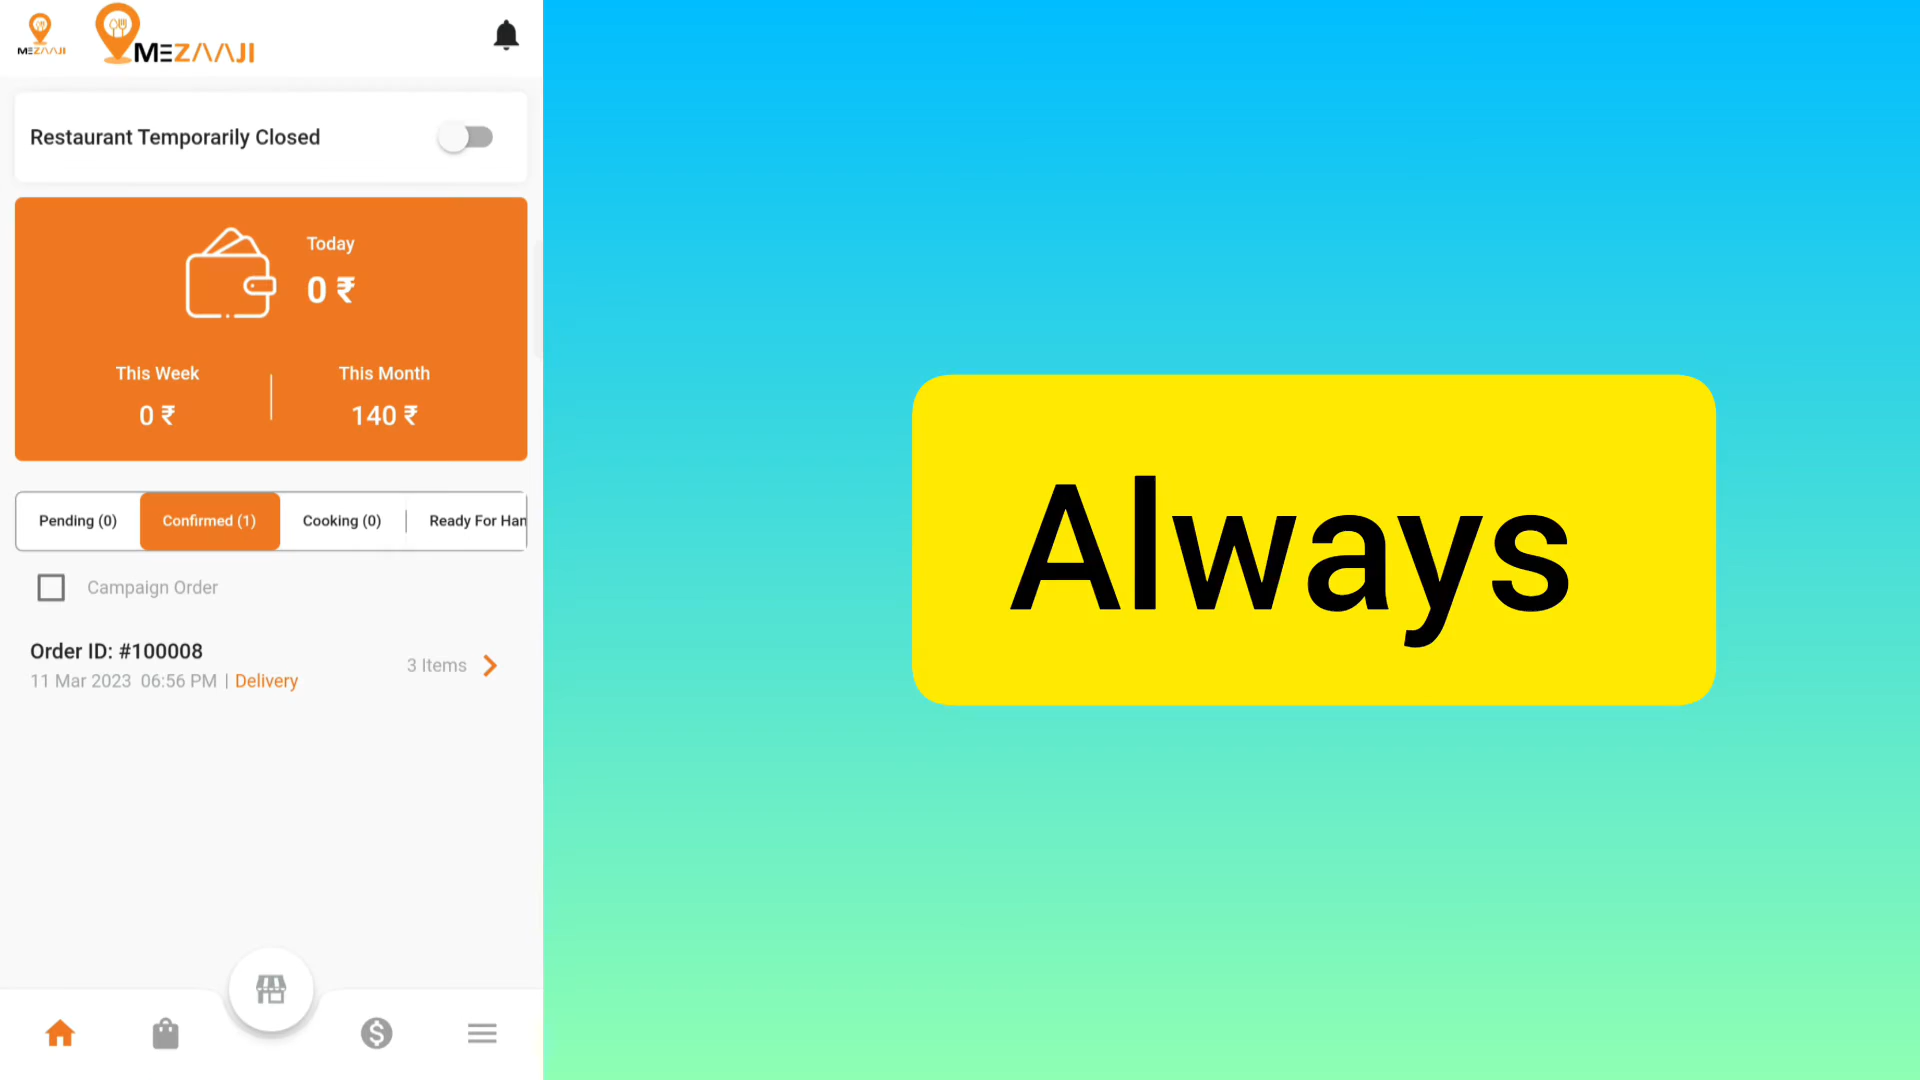 MEZAAJI
MEZAAJI
Restaurant Temporarily Closed
Today
0 ₹
This Week
0 ₹
This Month
140 ₹
Pending (0)
Confirmed (1)
Cooking (0)
Ready For Han
Campaign Order
Order ID: #100008
11 Mar 2023 06:56 PM | Delivery
3 Items
Always